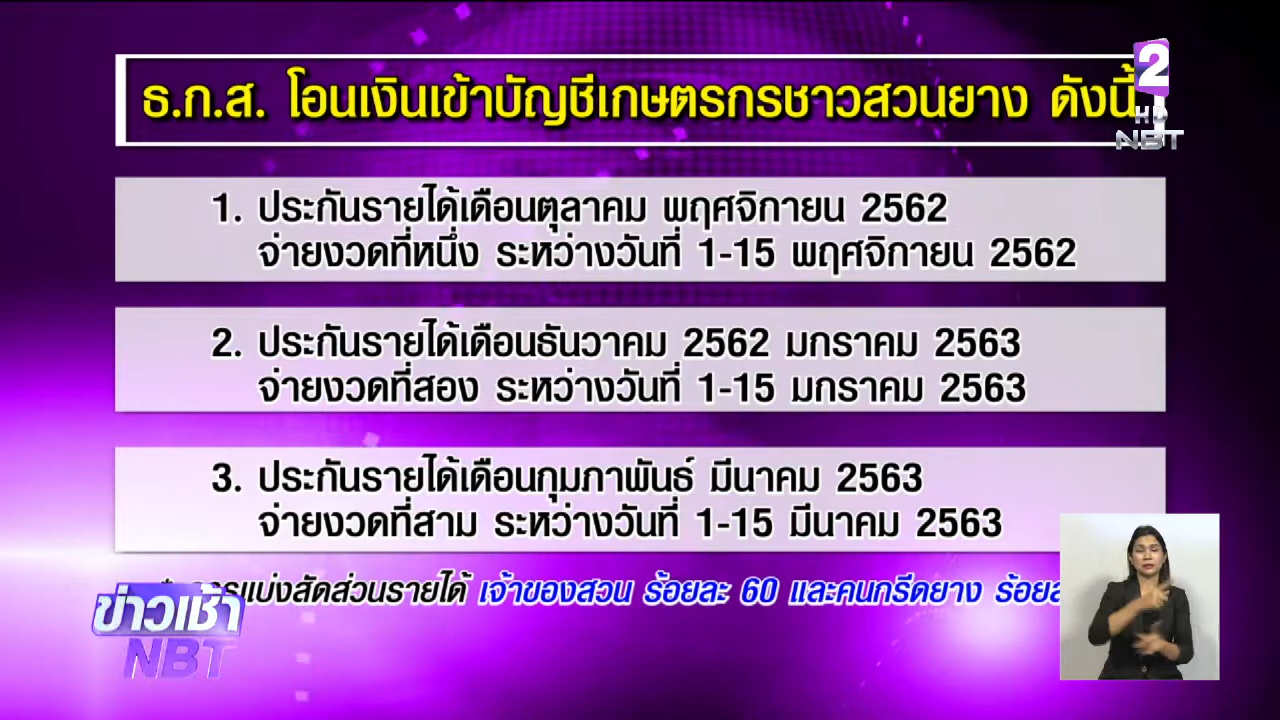 ธ.ก.ส. โอนเงินเข้าบัญชีเกษตรกรชาวสวนยาง ดังนี้
2
HD
NBT
1. ประกันรายได้เดือนตุลาคม พฤศจิกายน 2562
จ่ายงวดที่หนึ่ง ระหว่างวันที่ 1-15 พฤศจิกายน 2562
2. ประกันรายได้เดือนธันวาคม 2562 มกราคม 2563
จ่ายงวดที่สอง ระหว่างวันที่ 1-15 มกราคม 2563
3. ประกันรายได้เดือนกุมภาพันธ์ มีนาคม 2563
จ่ายงวดที่สาม ระหว่างวันที่ 1-15 มีนาคม 2563
แบ่งสัดส่วนรายได้ เจ้าของสวน ร้อยละ 60 และคนกรีดยาง
ข่าวเช้า
NBT